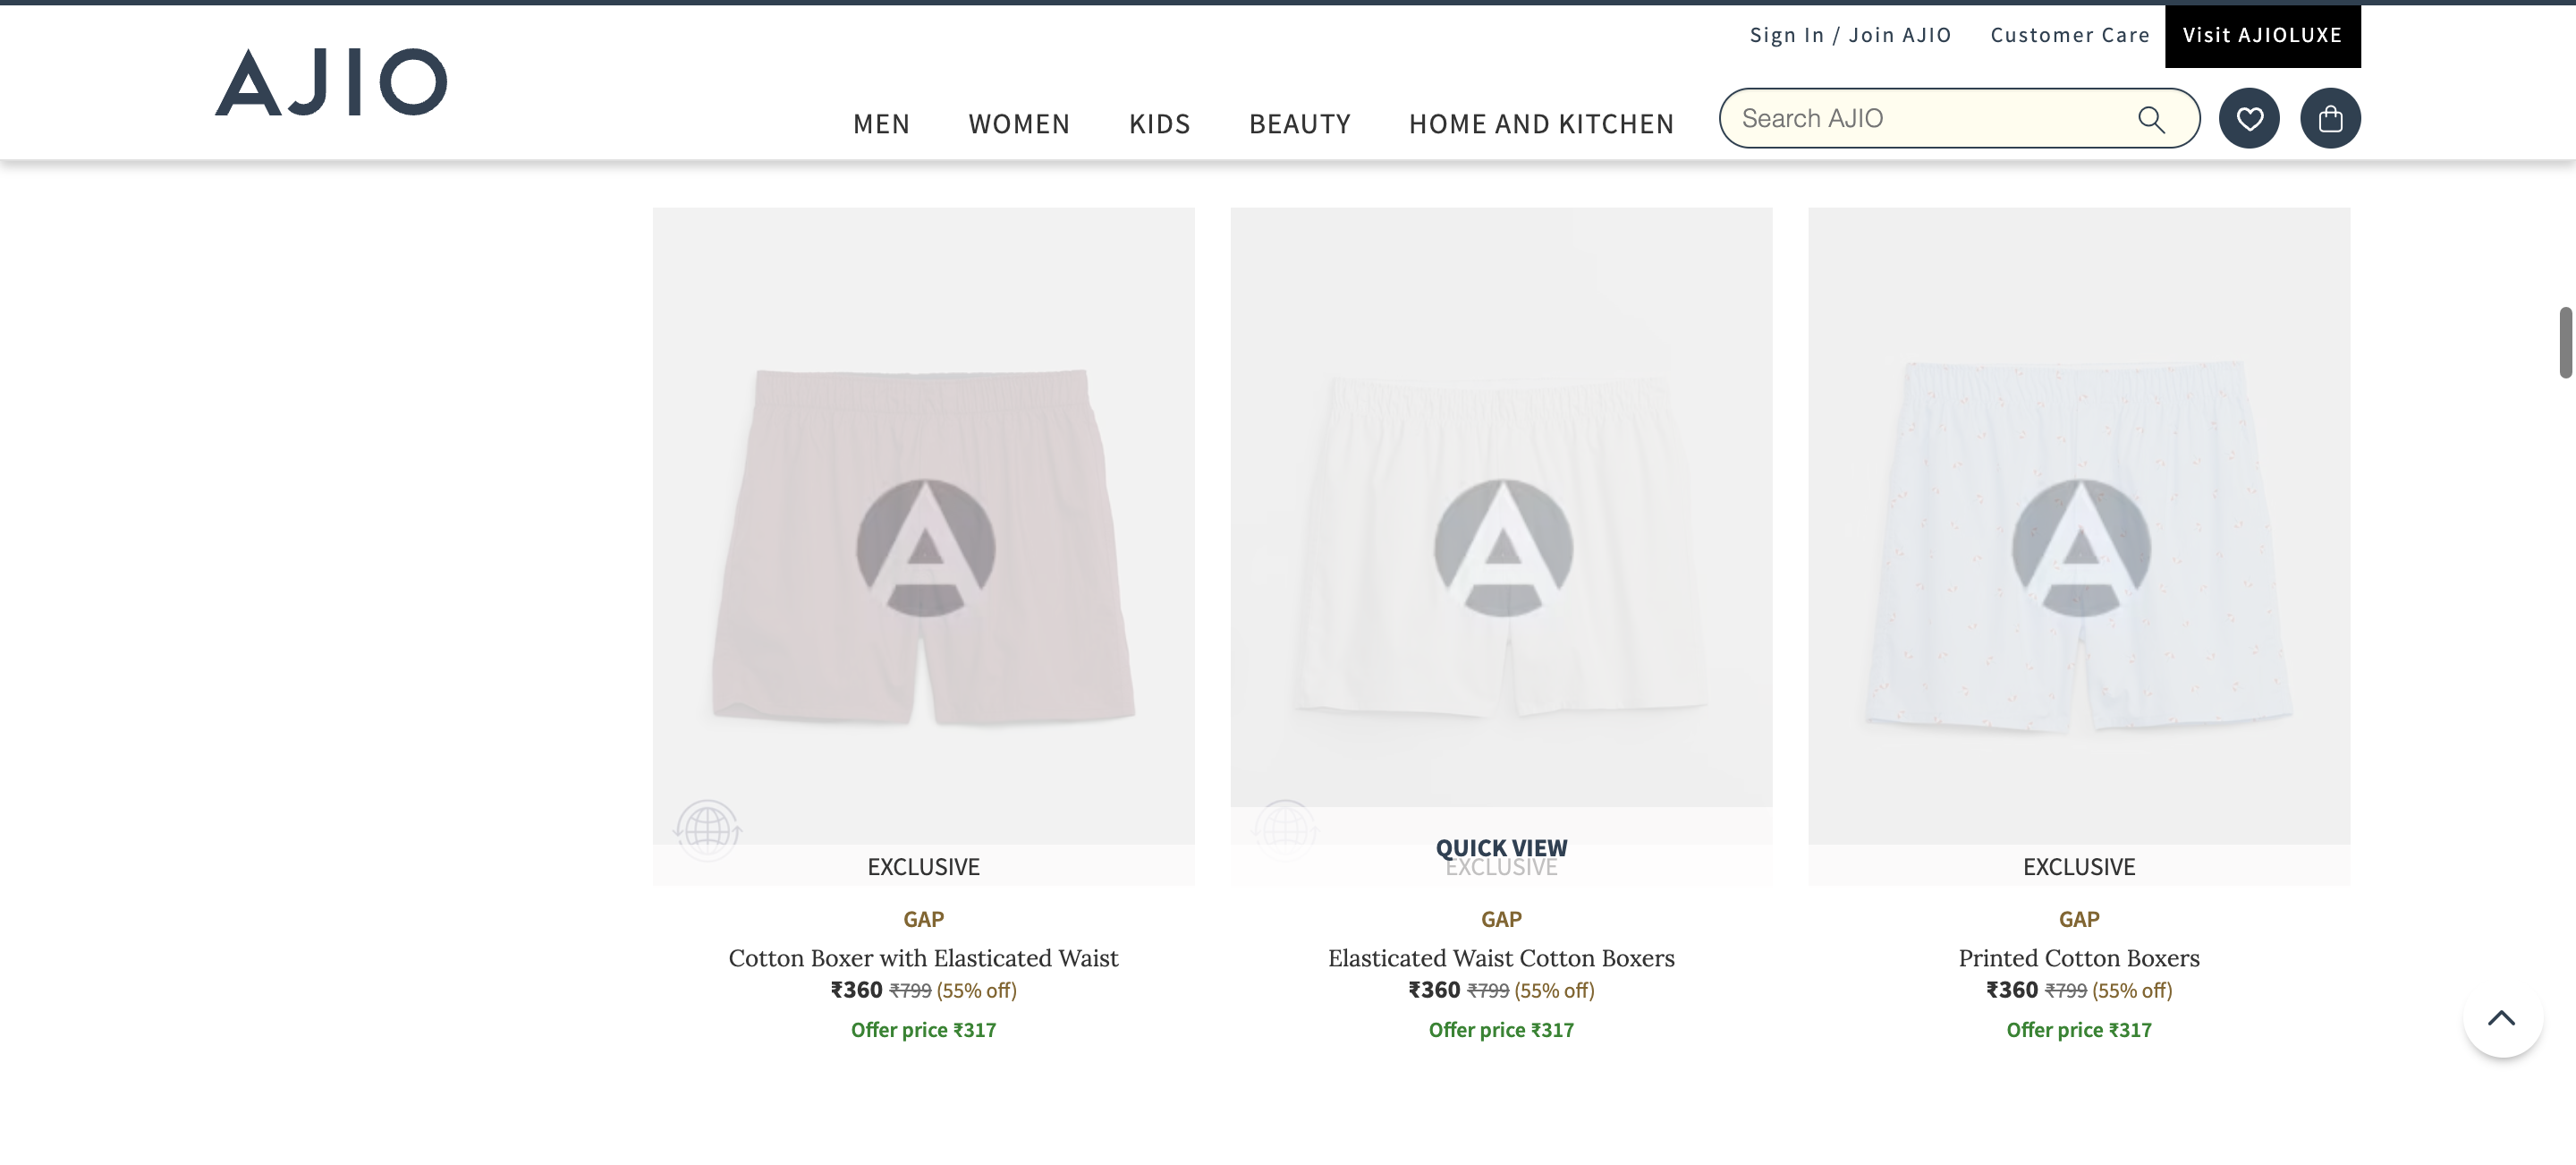 Sign In / Join AJIO Customer Care Visit AJIOLUXE
AJIO
MEN WOMEN KIDS BEAUTY HOME AND KITCHEN Search AJIO
EXCLUSIVE QUICK VIEW EXCLUSIVE EXCLUSIVE
GAP GAP GAP
Cotton Boxer with Elasticated Waist Elasticated Waist Cotton Boxers Printed Cotton Boxers
₹360 ₹799 (55% off) ₹360 ₹799 (55% off) ₹360 ₹799 (55% off)
Offer price ₹317 Offer price ₹317 Offer price ₹317